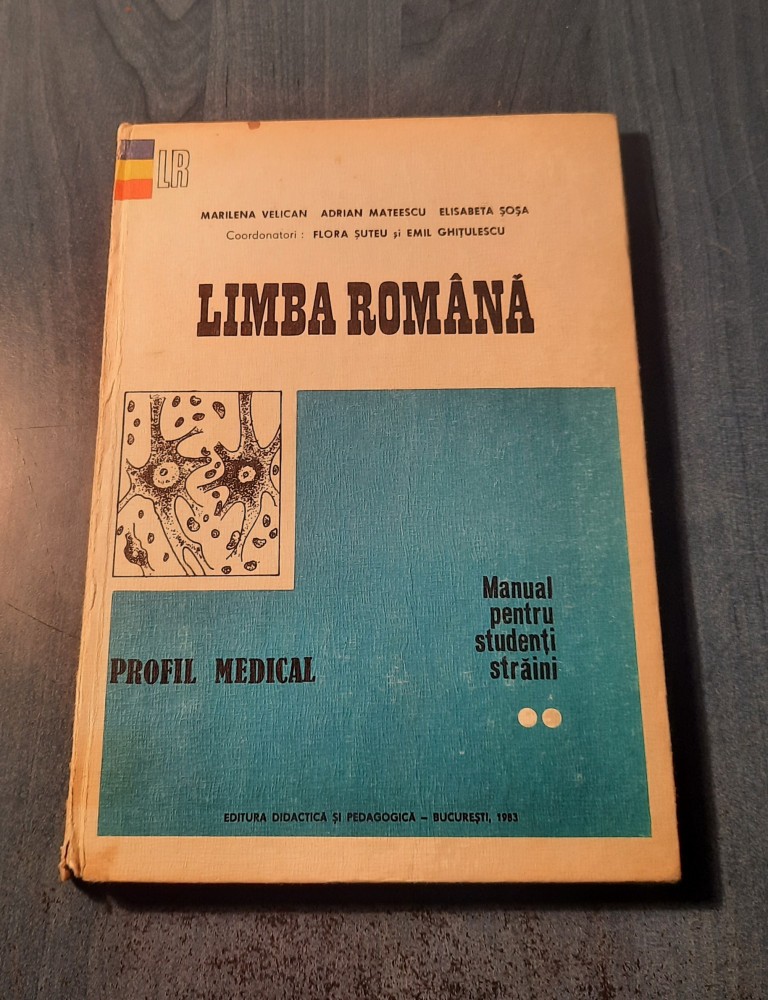 LR
MARILENA VELICAN ADRIAN MATEESCU ELISABETA ŞOŞA
Coordonatori : FLORA ŞUTEU şi EMIL GHIŢULESCU
LIMBA ROMÂNĂ
Manual
pentru
studenţi
străini
PROFIL MEDICAL
EDITURA DIDACTICĂ ŞI PEDAGOGICĂ – BUCUREŞTI, 1983